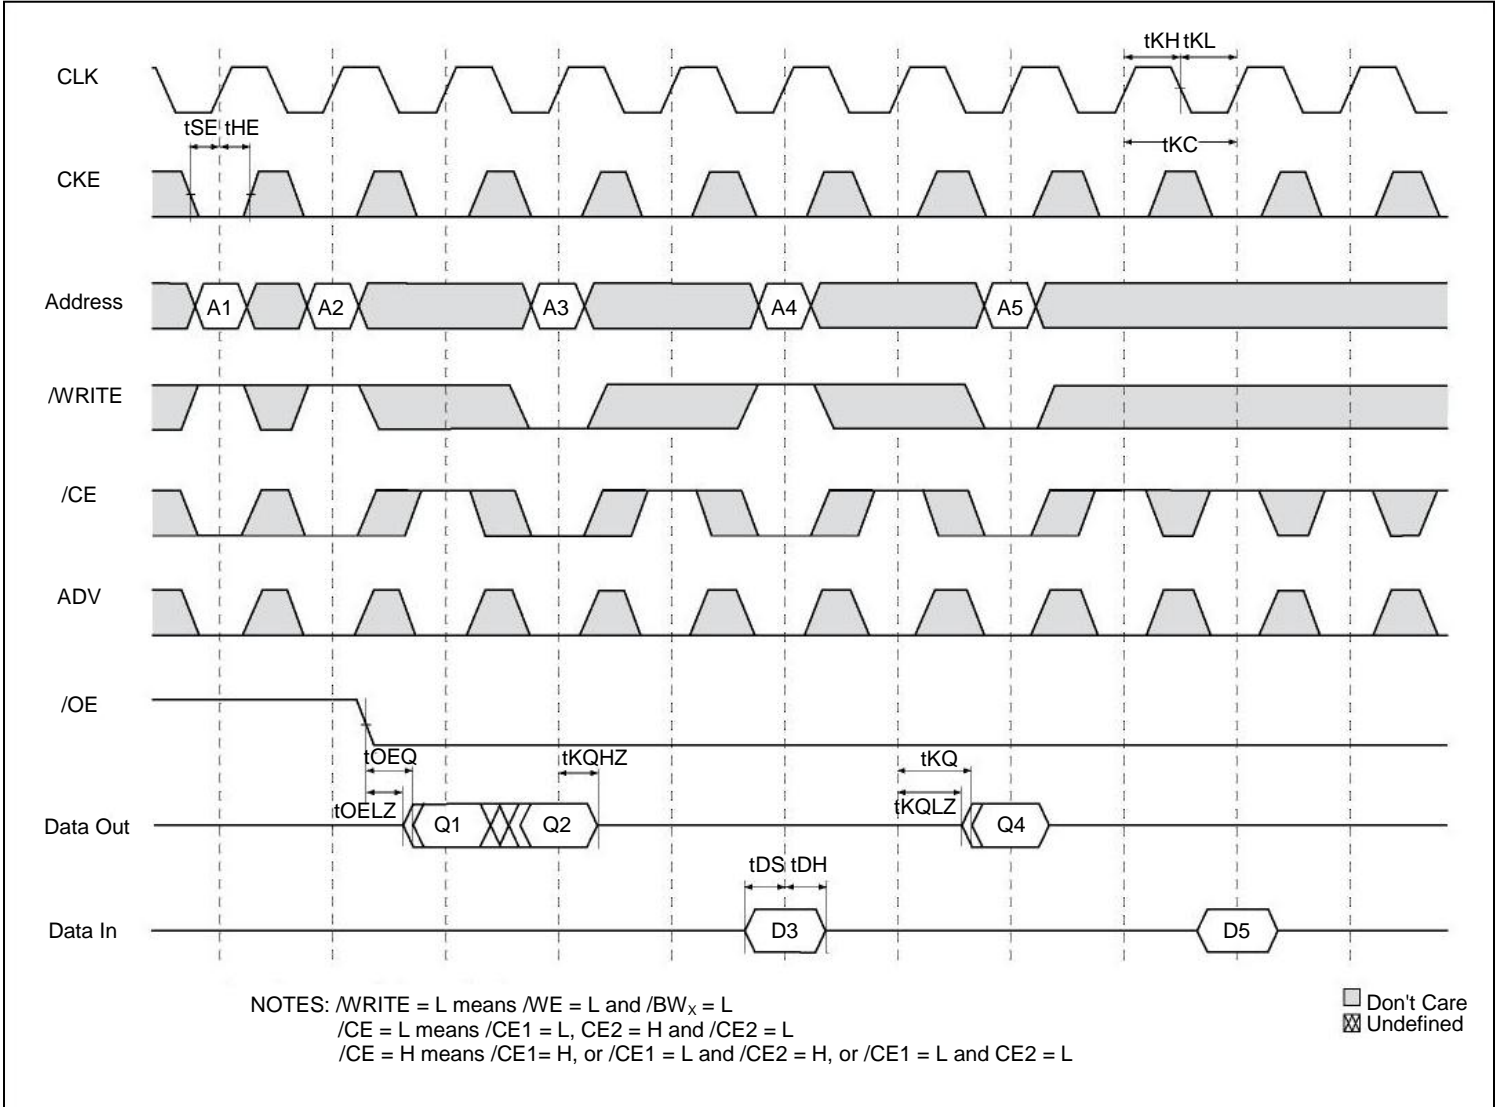 tKH tKL
CLK
tSE tHE
tKC
CKE
Address A1 A2 A3 A4 A5
/WRITE
/CE
ADV
/OE
tOEQ tKQHZ tKQ
tOELZ tKQLZ
Data Out Q1 Q2 Q4
tDS tDH
Data In D3 D5
NOTES: /WRITE = L means /WE = L and /BWX = L
/CE = L means /CE1 = L, CE2 = H and /CE2 = L
/CE = H means /CE1= H, or /CE1 = L and /CE2 = H, or /CE1 = L and CE2 = L
Don't Care
Undefined